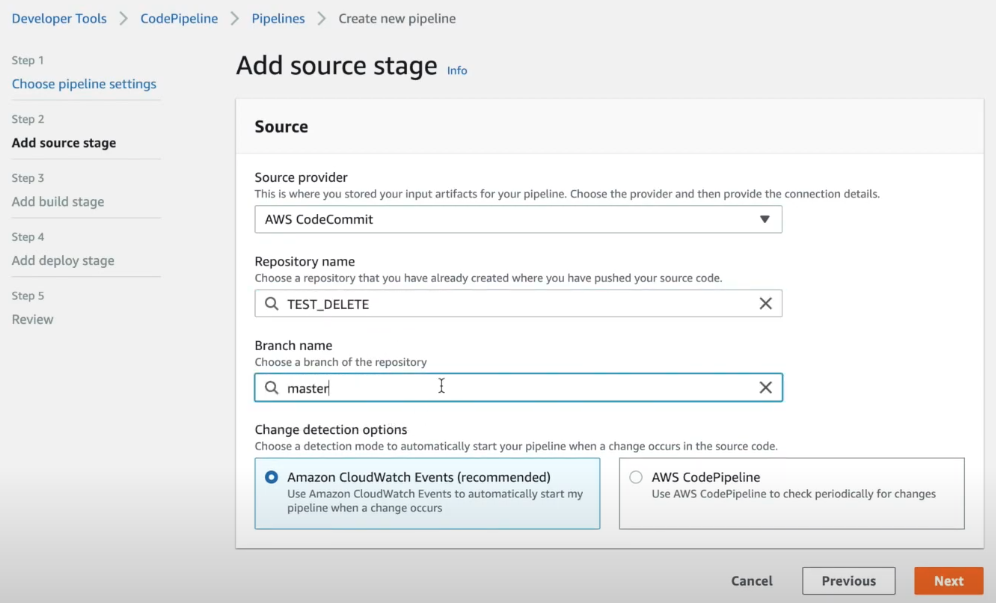 Developer Tools > CodePipeline > Pipelines > Create new pipeline
Step 1
Choose pipeline settings
Step 2
Add source stage
Step 3
Add build stage
Step 4
Add deploy stage
Step 5
Review
Add source stage Info
Source
Source provider
This is where you stored your input artifacts for your pipeline. Choose the provider and then provide the connection details.
AWS CodeCommit
Repository name
Choose a repository that you have already created where you have pushed your source code.
TEST_DELETE
Branch name
Choose a branch of the repository
master
Change detection options
Choose a detection mode to automatically start your pipeline when a change occurs in the source code.
Amazon CloudWatch Events (recommended)
Use Amazon CloudWatch Events to automatically start my
pipeline when a change occurs
AWS CodePipeline
Use AWS CodePipeline to check periodically for changes
Cancel Previous Next